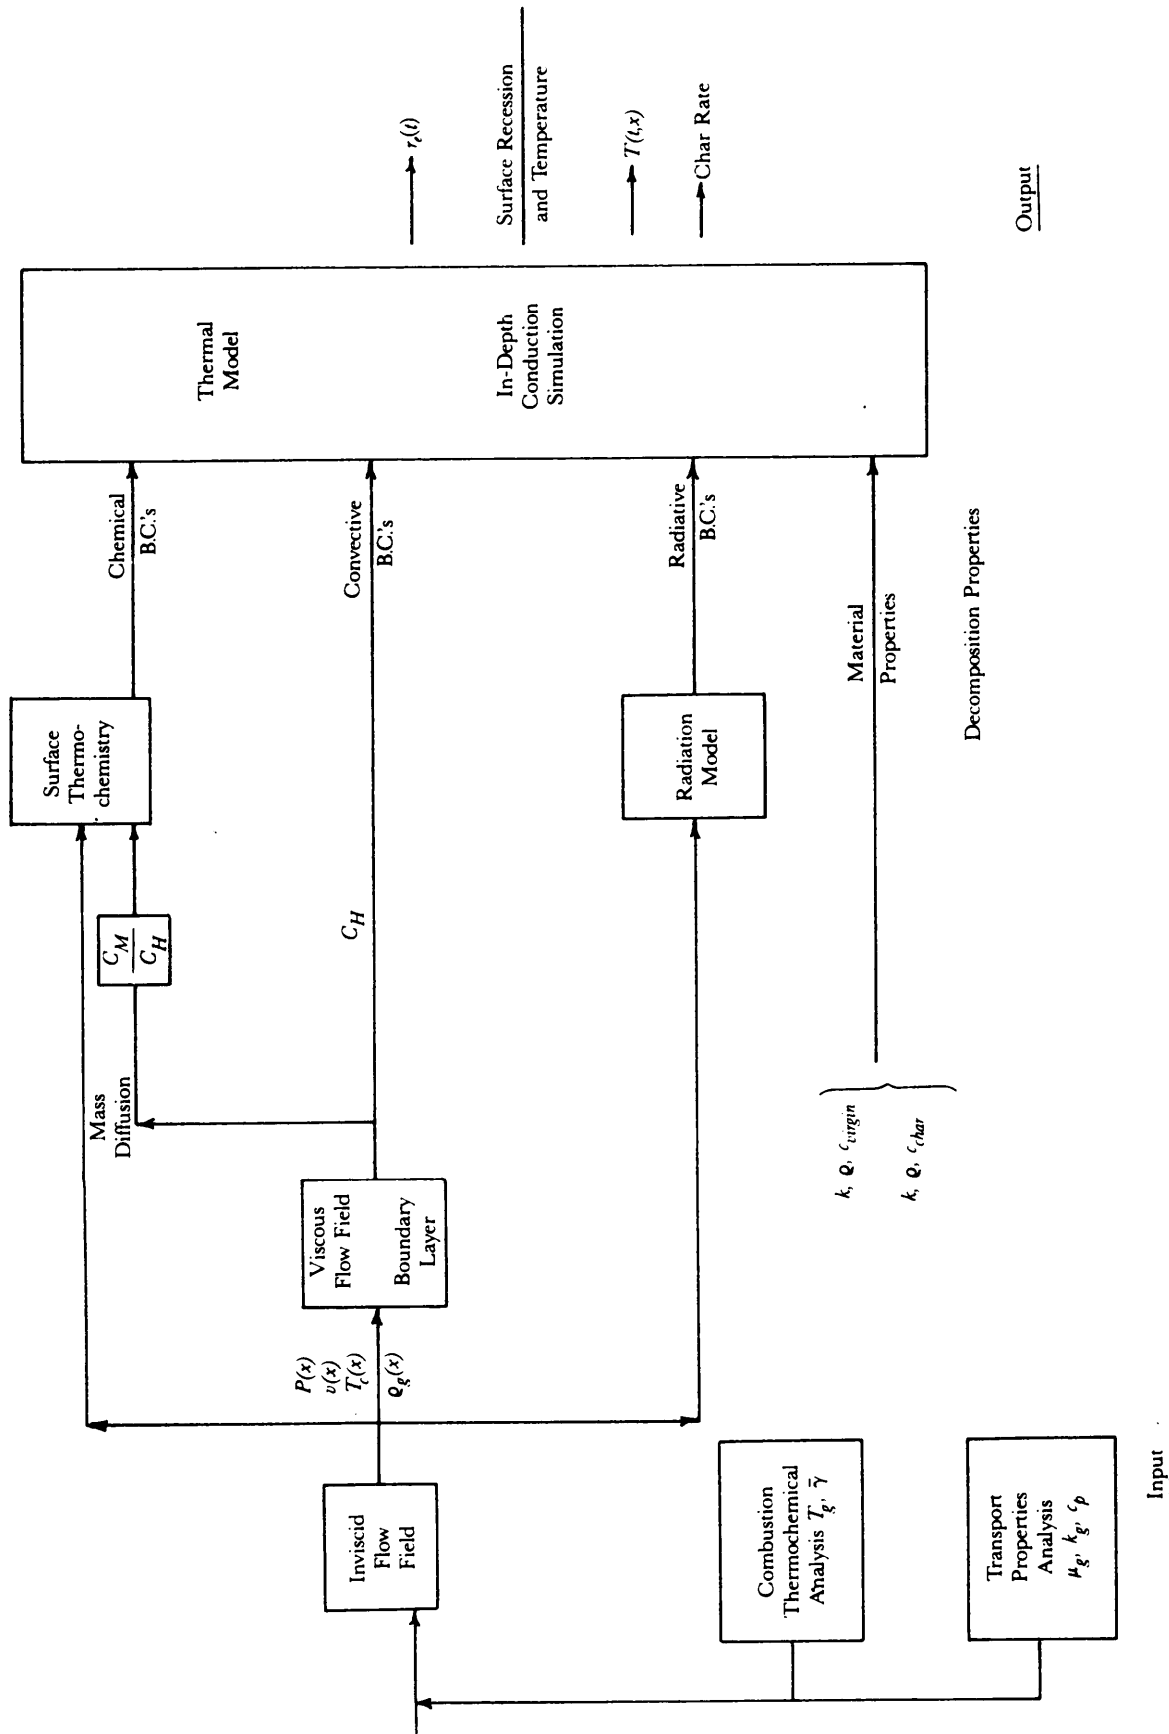 Inviscid
Flow
Field
Combustion
Thermochemical
Analysis T_g, γ̄
Transport
Properties
Analysis
μ_g, k_g, c_p
Input
P(x)
v(x)
T_c(x)
ϱ_g(x)
Viscous
Flow Field
Boundary
Layer
Mass
Diffusion
C_M
C_H
C_H
Surface
Thermo-
chemistry
Radiation
Model
k, ϱ, c_virgin
k, ϱ, c_char
Chemical
B.C.'s
Convective
B.C.'s
Radiative
B.C.'s
Material
Properties
Decomposition Properties
Thermal
Model
In-Depth
Conduction
Simulation
Surface Recession
and Temperature
T(t,x)
Char Rate
Output